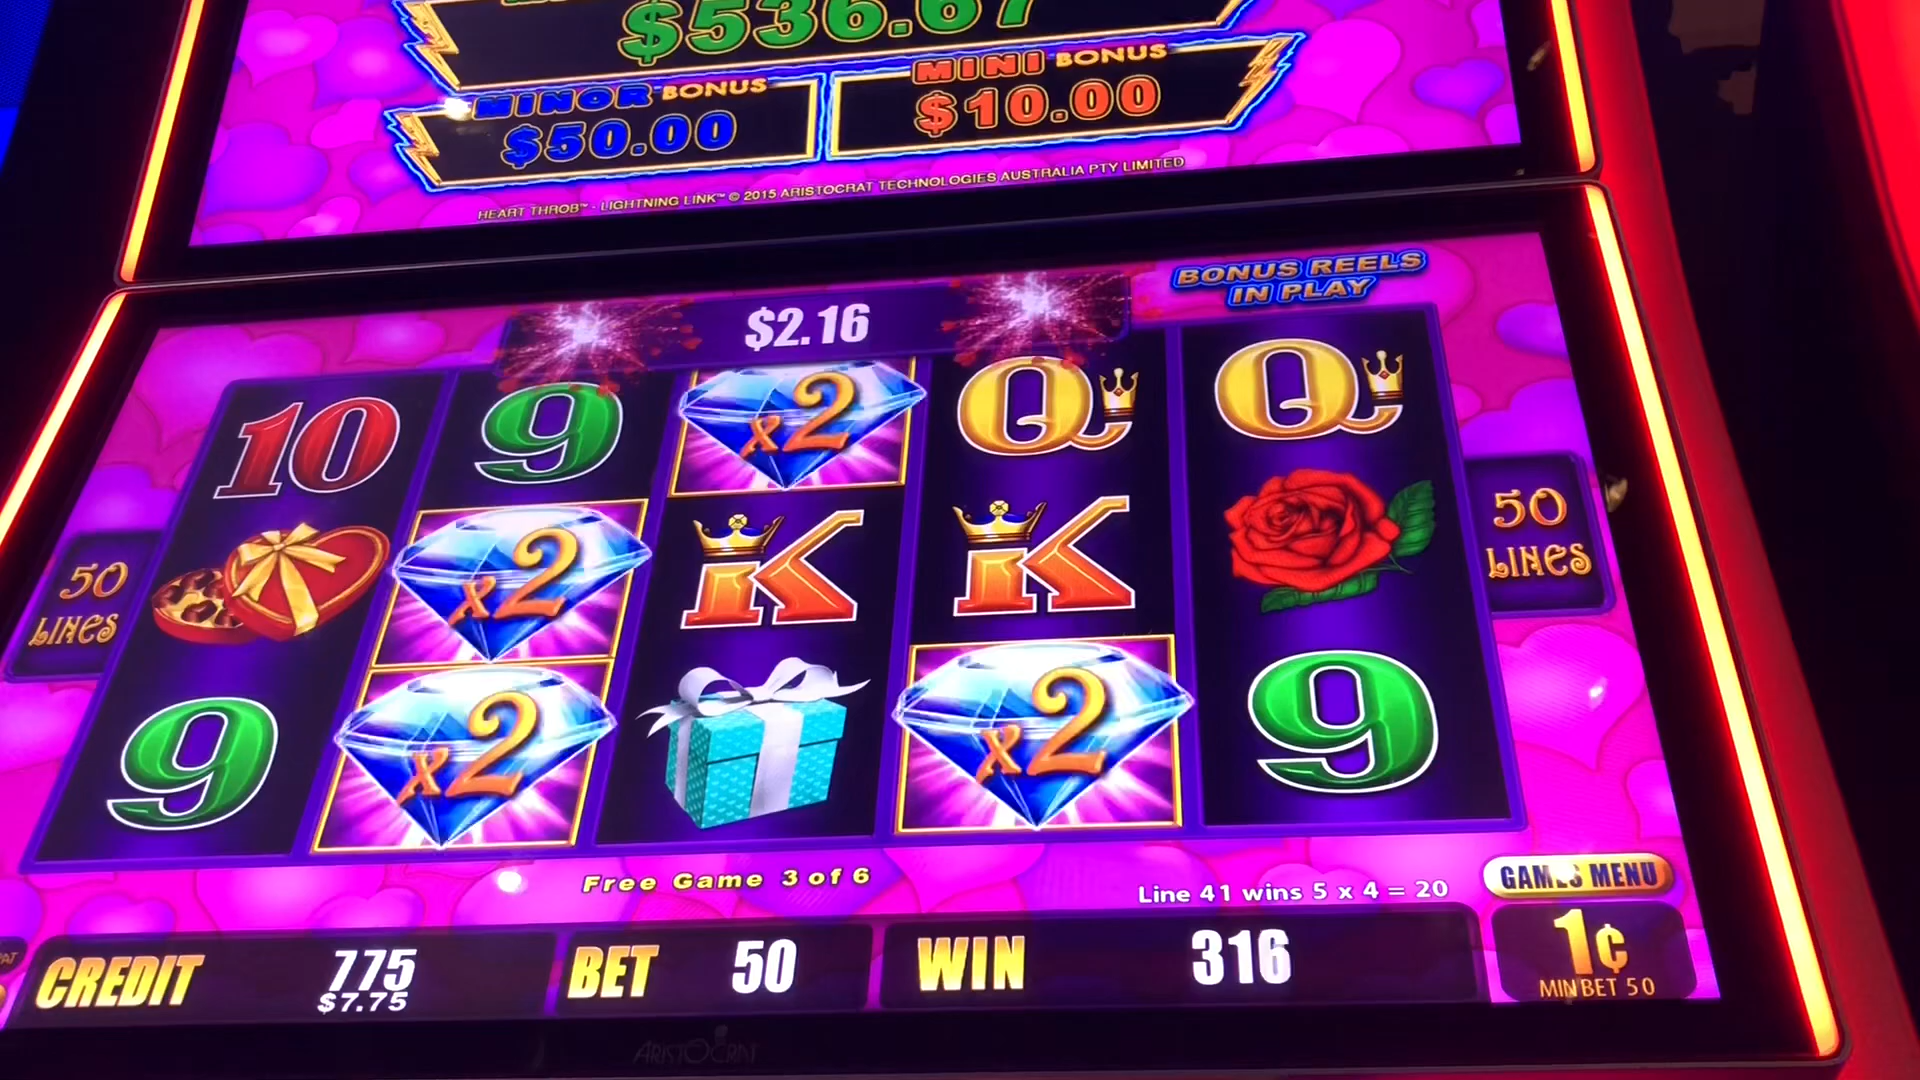 $536.67
MINOR BONUS
$50.00
MINI BONUS
$10.00
HEART THROB™ - LIGHTNING LINK™ © 2015 ARISTOCRAT TECHNOLOGIES AUSTRALIA PTY LIMITED
BONUS REELS
IN PLAY
$2.16
10 9 x2 Q Q
x2 K K
9 x2 x2 9
50
LINES
50
LINES
Free Game 3 of 6
Line 41 wins 5 x 4 = 20
GAMES MENU
CREDIT 775
$7.75
BET 50
WIN 316
1¢
MIN BET 50
ARISTOCRAT